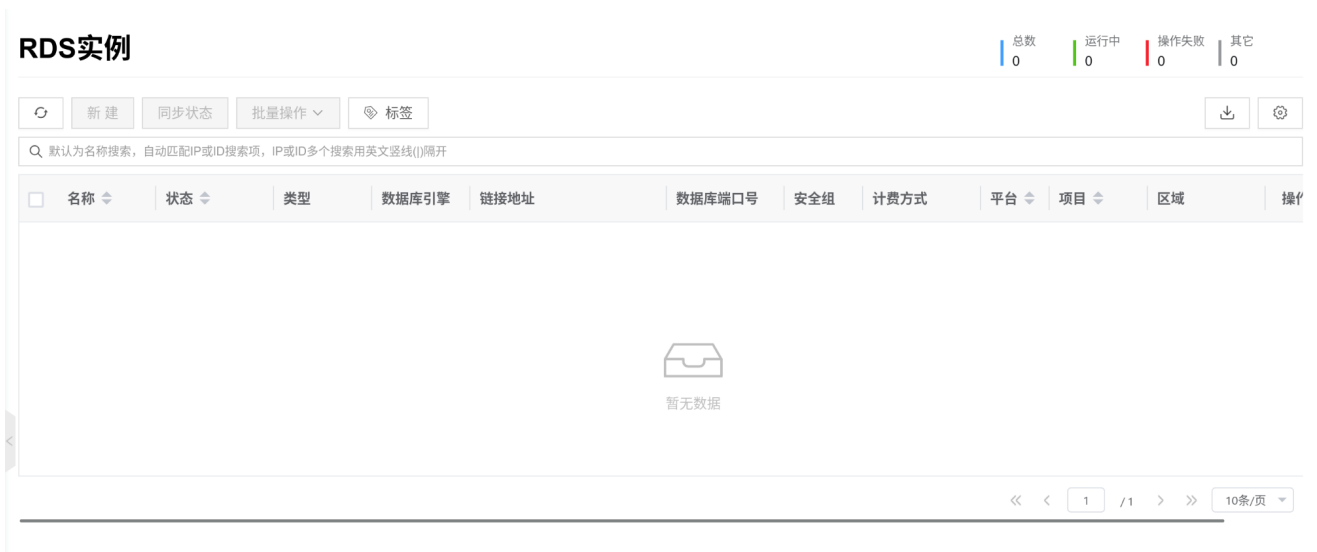 RDS实例
总数 运行中 操作失败 其它
0 0 0 0
新建 同步状态 批量操作 标签
默认为名称搜索，自动匹配IP或ID搜索项，IP或ID多个搜索用英文竖线(|)隔开
名称 状态 类型 数据库引擎 链接地址 数据库端口号 安全组 计费方式 平台 项目 区域 操作
暂无数据
1 / 1 10条/页